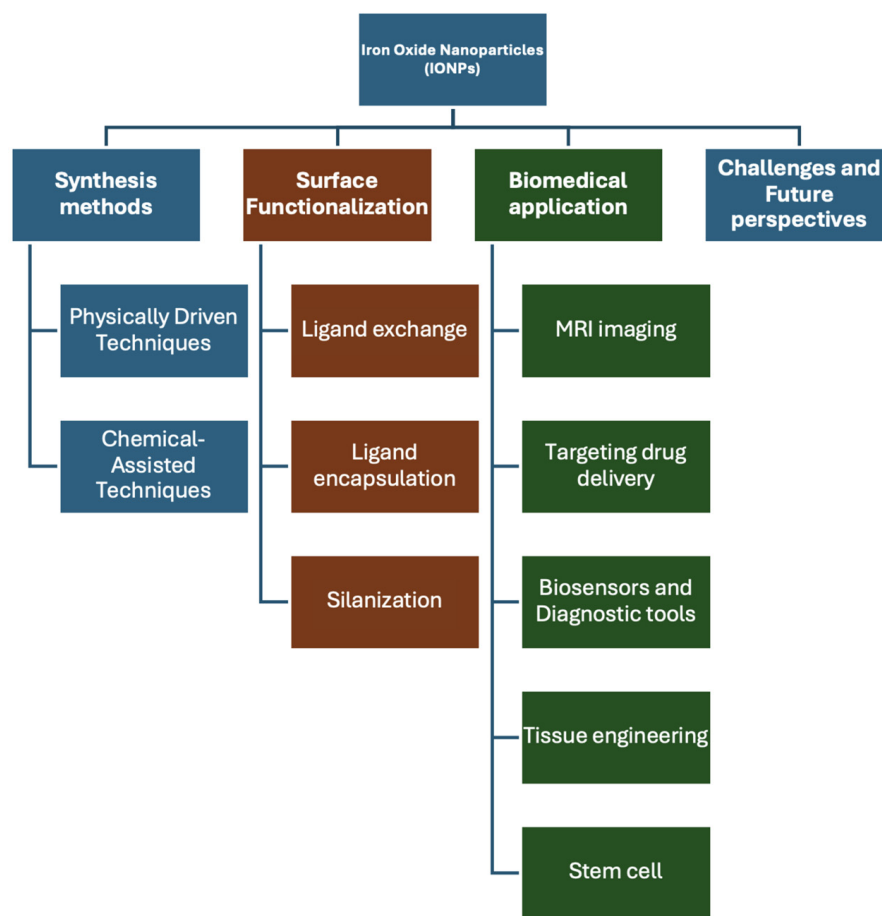 Iron Oxide Nanoparticles
(IONPs)
Synthesis
methods
Surface
Functionalization
Biomedical
application
Challenges and
Future
perspectives
Physically Driven
Techniques
Chemical-
Assisted
Techniques
Ligand exchange
Ligand
encapsulation
Silanization
MRI imaging
Targeting drug
delivery
Biosensors and
Diagnostic tools
Tissue engineering
Stem cell